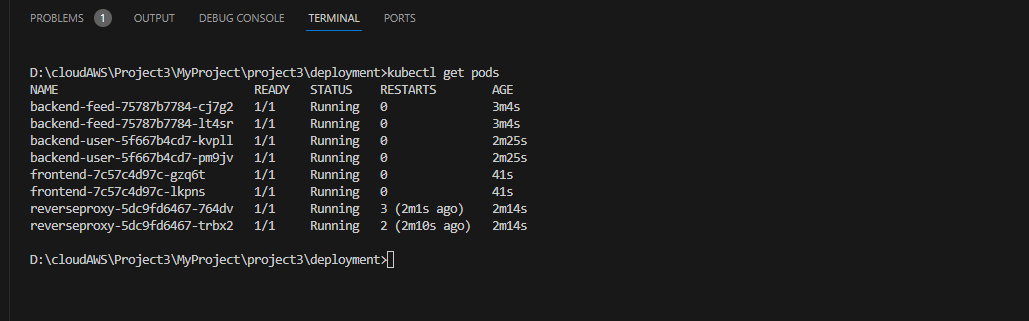 PROBLEMS 1 OUTPUT DEBUG CONSOLE TERMINAL PORTS
D:\cloudAWS\Project3\MyProject\project3\deployment>kubectl get pods
NAME READY STATUS RESTARTS AGE
backend-feed-75787b7784-cj7g2 1/1 Running 0 3m4s
backend-feed-75787b7784-lt4sr 1/1 Running 0 3m4s
backend-user-5f667b4cd7-kvpll 1/1 Running 0 2m25s
backend-user-5f667b4cd7-pm9jv 1/1 Running 0 2m25s
frontend-7c57c4d97c-gzq6t 1/1 Running 0 41s
frontend-7c57c4d97c-lkpns 1/1 Running 0 41s
reverseproxy-5dc9fd6467-764dv 1/1 Running 3 (2m1s ago) 2m14s
reverseproxy-5dc9fd6467-trbx2 1/1 Running 2 (2m10s ago) 2m14s
D:\cloudAWS\Project3\MyProject\project3\deployment>